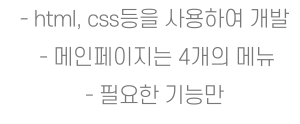 - html, css등을 사용하여 개발
- 메인페이지는 4개의 메뉴
- 필요한 기능만